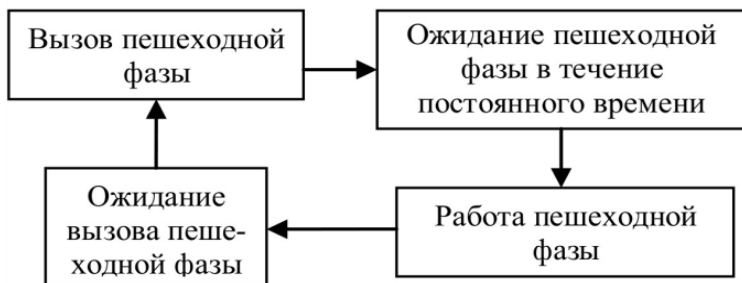 Вызов пешеходной
фазы
Ожидание пешеходной
фазы в течение
постоянного времени
Ожидание
вызова пеше-
ходной фазы
Работа пешеходной
фазы